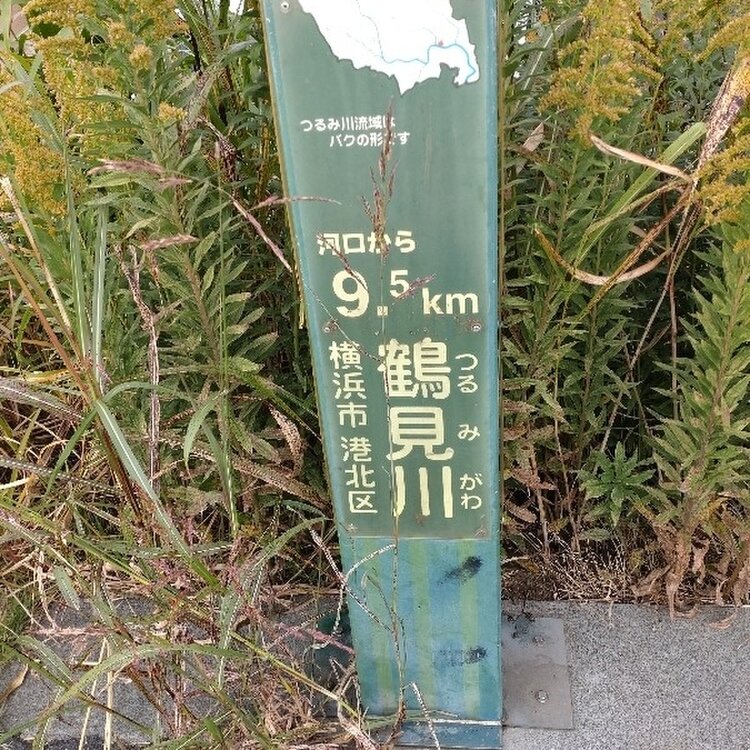 つるみ川流域は
バクの形です
河口から
9.5km
鶴見川
つるみがわ
横浜市 港北区